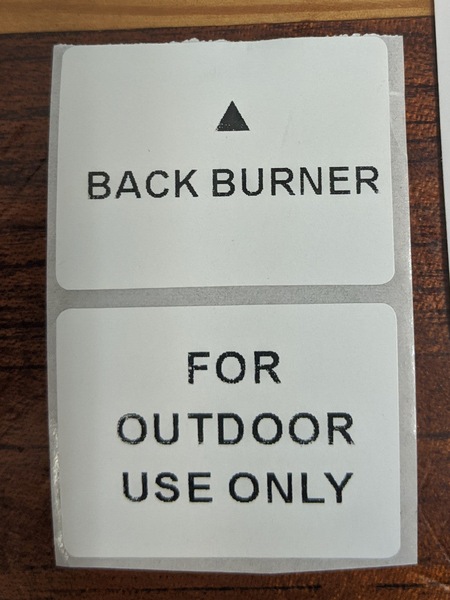 ▲
BACK BURNER
FOR
OUTDOOR
USE ONLY